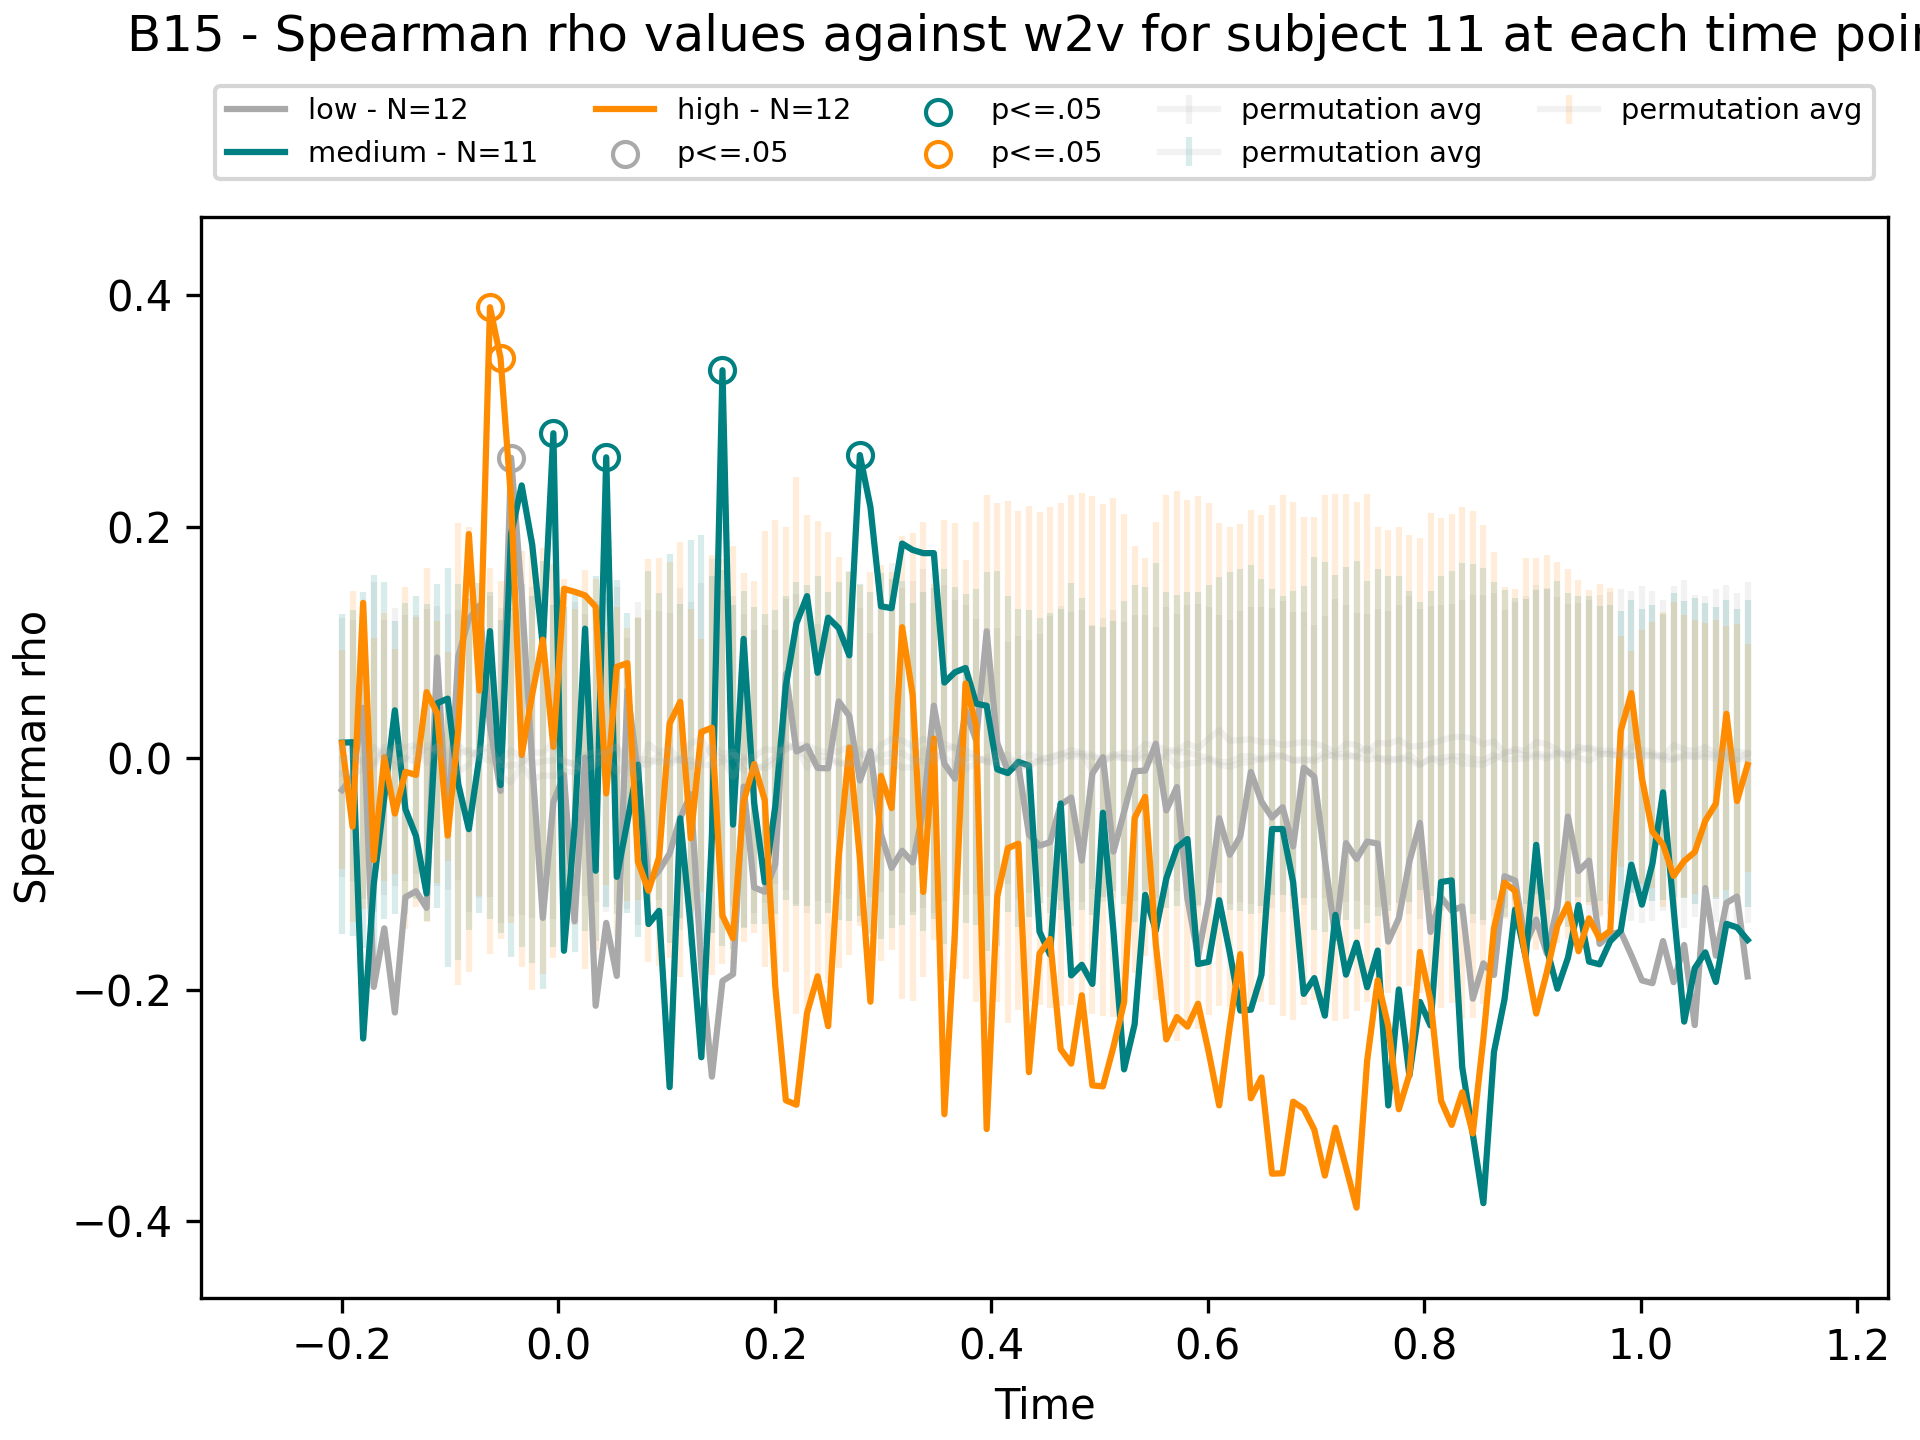 B15 - Spearman rho values against w2v for subject 11 at each time poi
low - N=12
medium - N=11
high - N=12
p<=.05
p<=.05
p<=.05
permutation avg
permutation avg
permutation avg
Spearman rho
0.4
0.2
0.0
−0.2
−0.4
−0.2 0.0 0.2 0.4 0.6 0.8 1.0 1.2
Time